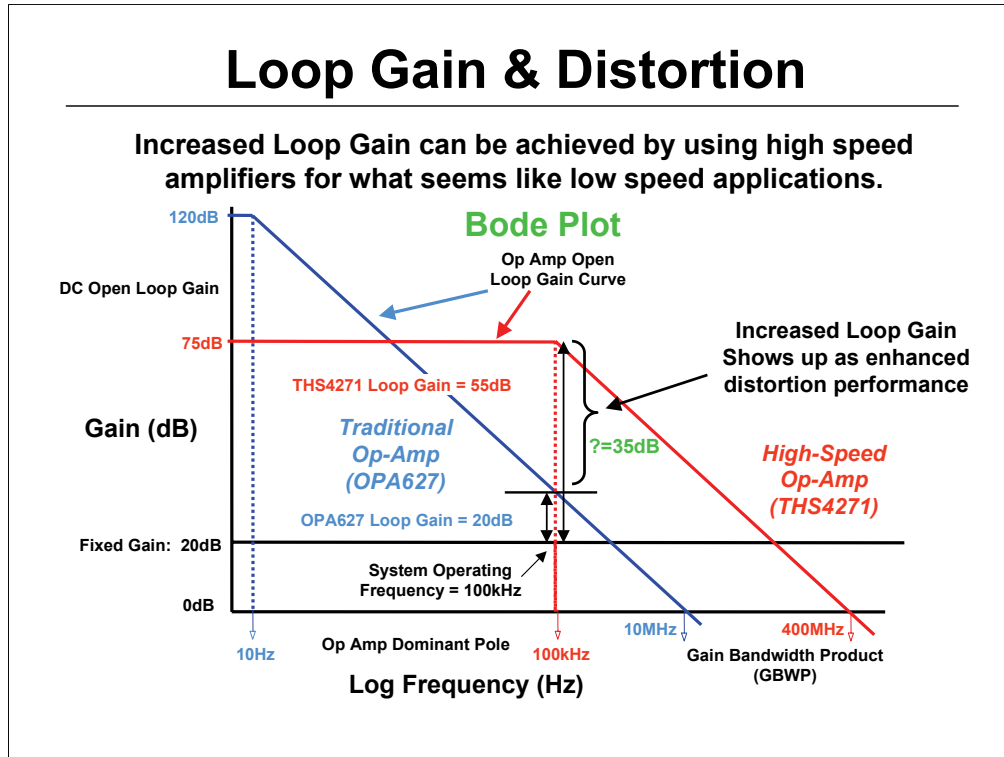 Loop Gain & Distortion
Increased Loop Gain can be achieved by using high speed
amplifiers for what seems like low speed applications.
120dB
Bode Plot
Op Amp Open
Loop Gain Curve
DC Open Loop Gain
75dB
Increased Loop Gain
Shows up as enhanced
distortion performance
THS4271 Loop Gain = 55dB
Gain (dB)
Traditional
Op-Amp
(OPA627)
?=35dB
High-Speed
Op-Amp
(THS4271)
OPA627 Loop Gain = 20dB
Fixed Gain: 20dB
System Operating
Frequency = 100kHz
0dB
10MHz
400MHz
10Hz
Op Amp Dominant Pole
100kHz
Gain Bandwidth Product
(GBWP)
Log Frequency (Hz)